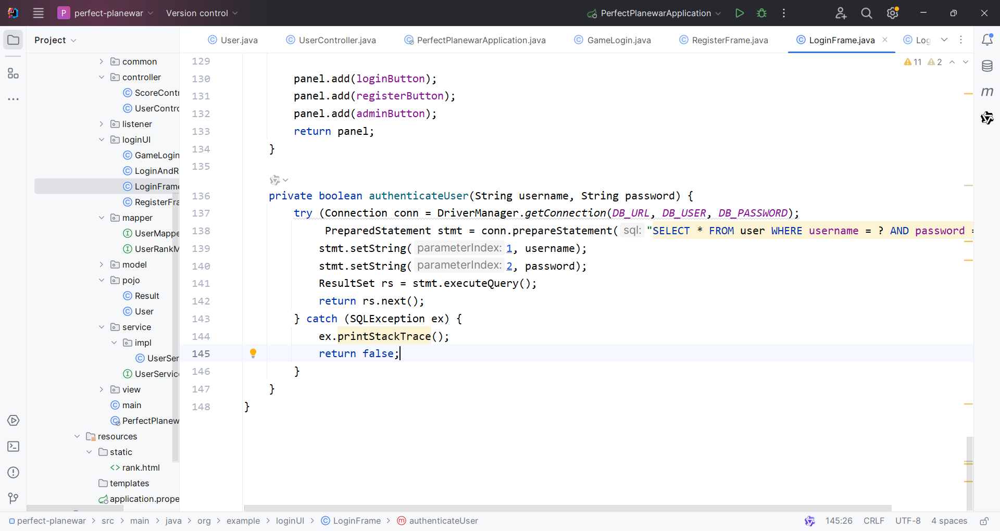 P perfect-planewar Version control PerfectPlanewarApplication
Project
User.java UserController.java PerfectPlanewarApplication.java GameLogin.java RegisterFrame.java LoginFrame.java Log
11 2
common
controller
ScoreContr
UserContro
listener
loginUI
GameLogin
LoginAndR
LoginFrame
RegisterFra
mapper
UserMappe
UserRankM
model
pojo
Result
User
service
impl
UserSer
UserService
view
main
PerfectPlanew
resources
static
rank.html
templates
application.prope
129
130 panel.add(loginButton);
131 panel.add(registerButton);
132 panel.add(adminButton);
133 return panel;
134 }
135
136 private boolean authenticateUser(String username, String password) {
137 try (Connection conn = DriverManager.getConnection(DB_URL, DB_USER, DB_PASSWORD);
138 PreparedStatement stmt = conn.prepareStatement( sql: "SELECT * FROM user WHERE username = ? AND password =
139 stmt.setString( parameterIndex: 1, username);
140 stmt.setString( parameterIndex: 2, password);
141 ResultSet rs = stmt.executeQuery();
142 return rs.next();
143 } catch (SQLException ex) {
144 ex.printStackTrace();
145 return false;
146 }
147 }
148 }
m
perfect-planewar > src > main > java > org > example > loginUI > LoginFrame > authenticateUser
145:26 CRLF UTF-8 4 spaces